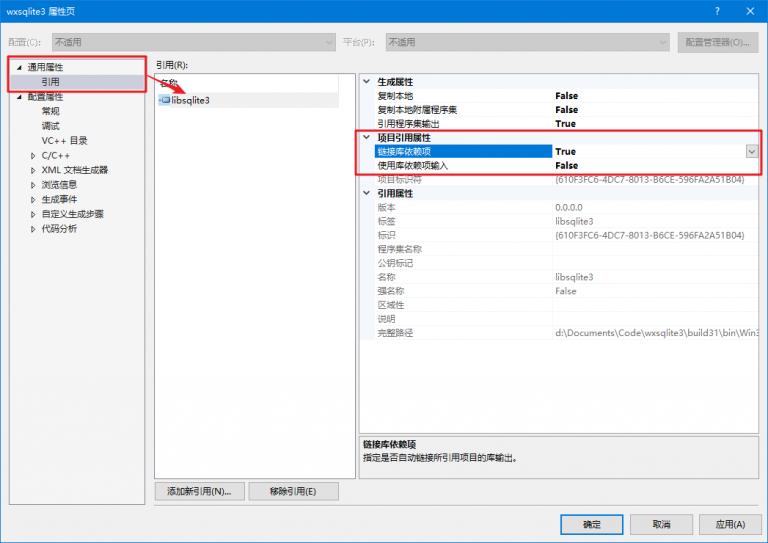 wxsqlite3 属性页
配置(C): 不适用 平台(P): 不适用 配置管理器(O)...
通用属性
引用
配置属性
常规
调试
VC++ 目录
C/C++
XML 文档生成器
浏览信息
生成事件
自定义生成步骤
代码分析
引用(R):
名称
libsqlite3
生成属性
复制本地 False
复制本地附属程序集 False
引用程序集输出 True
项目引用属性
链接库依赖项 True
使用库依赖项输入 False
项目标识符 {610F3FC6-4DC7-8013-B6CE-596FA2A51B04}
引用属性
版本 0.0.0.0
标签 libsqlite3
标识 {610F3FC6-4DC7-8013-B6CE-596FA2A51B04}
程序集名称
公钥标记
名称 libsqlite3
强名称 False
区域性
说明
完整路径 d:\Documents\Code\wxsqlite3\build31\bin\Win3
链接库依赖项
指定是否自动链接所引用项目的库输出。
添加新引用(N)... 移除引用(E)
确定 取消 应用(A)